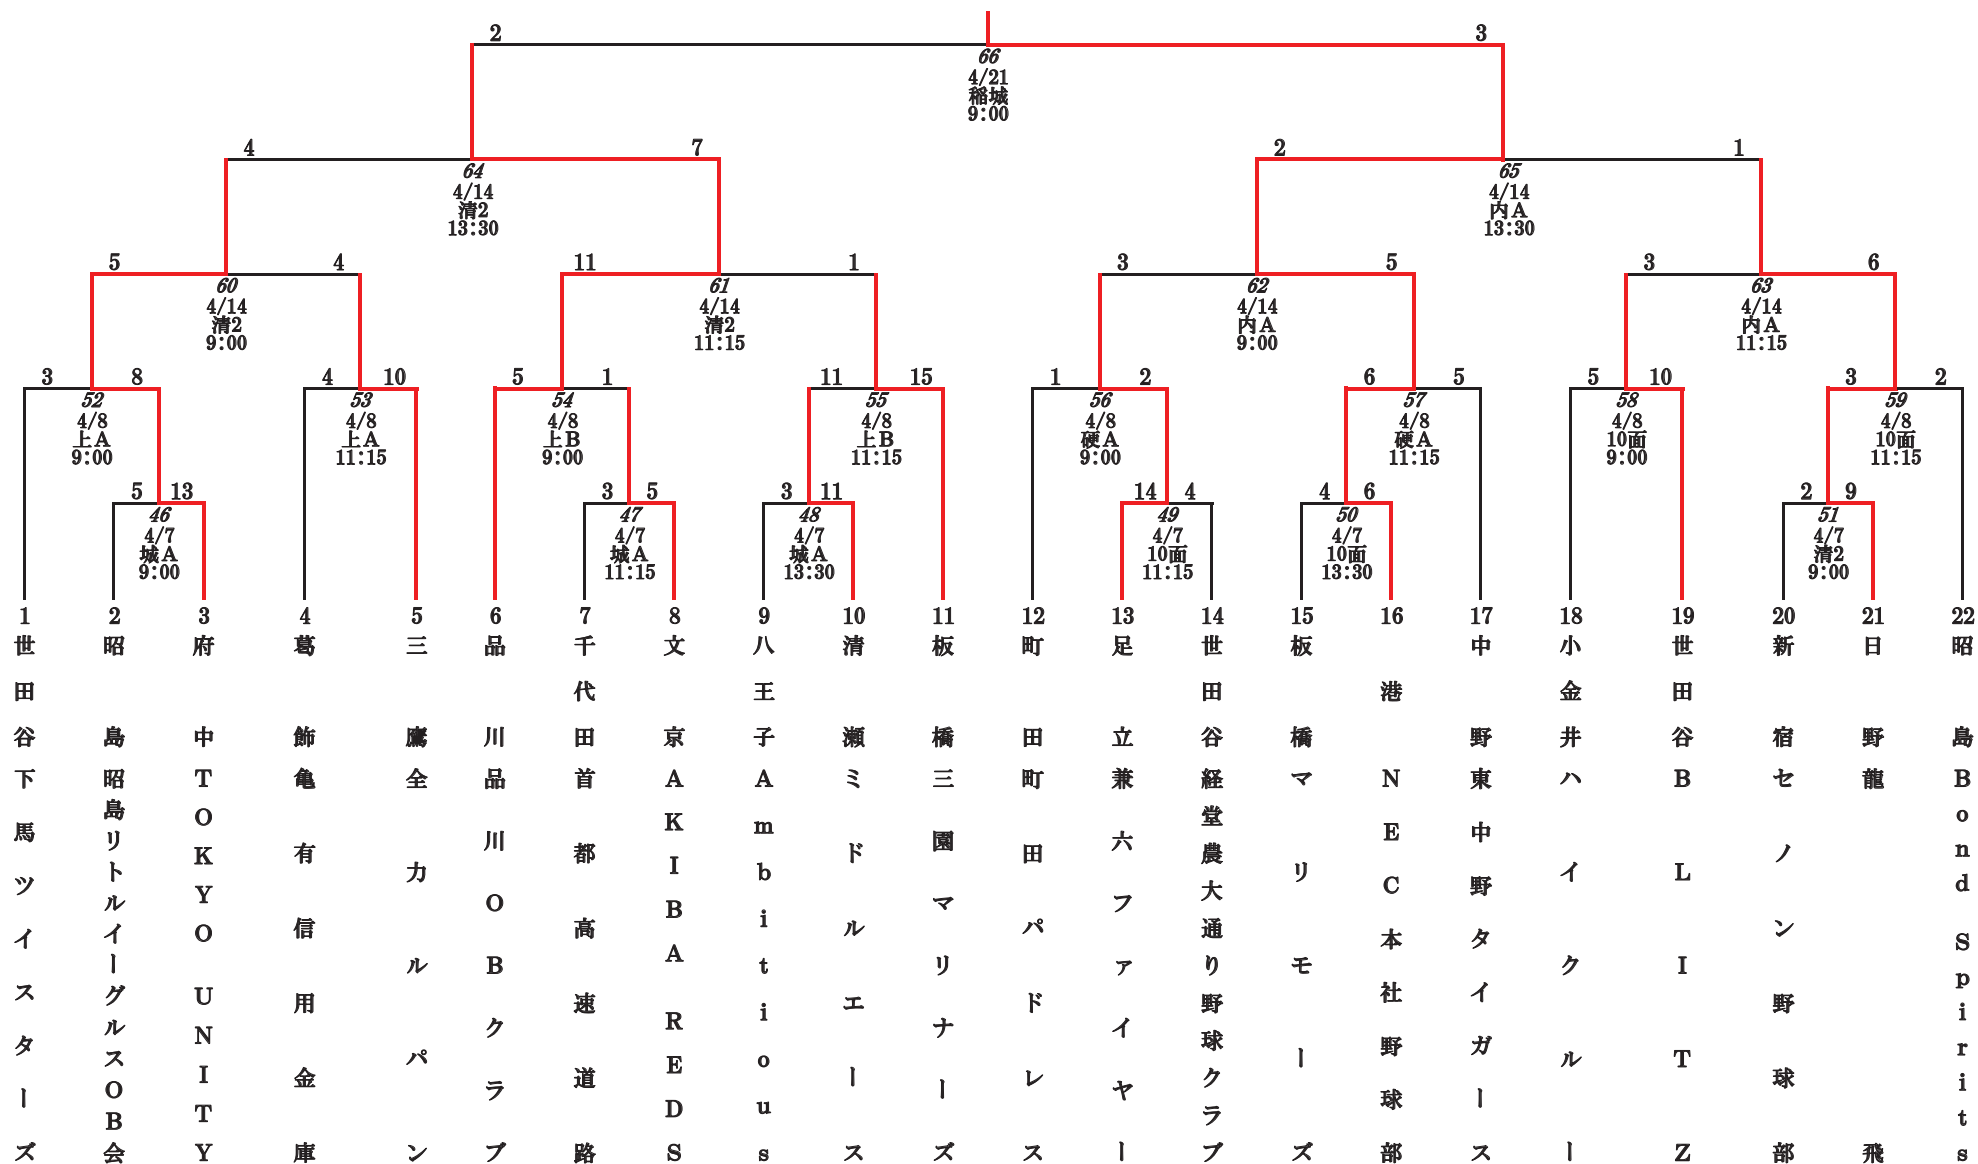 2 3
66
4/21
稲城
9:00
4 7 2 1
64 65
4/14 4/14
清2 内A
13:30 13:30
5 4 11 1 3 5 3 6
60 61 62 63
4/14 4/14 4/14 4/14
清2 清2 内A 内A
9:00 11:15 9:00 11:15
3 8 4 10 5 1 11 15 1 2 6 5 5 10 3 2
52 53 54 55 56 57 58 59
4/8 4/8 4/8 4/8 4/8 4/8 4/8 4/8
上A 上A 上B 上B 硬A 硬A 10面 10面
9:00 11:15 9:00 11:15 9:00 11:15 9:00 11:15
5 13 3 5 3 11 14 4 4 6 2 9
46 47 48 49 50 51
4/7 4/7 4/7 4/7 4/7 4/7
城A 城A 城A 10面 10面 清2
9:00 11:15 13:30 11:15 13:30 9:00
1 2 3 4 5 6 7 8 9 10 11 12 13 14 15 16 17 18 19 20 21 22
世田谷
下馬ツイスターズ
昭島
昭島リトルイーグルスOB会
府中
TOKYO UNITY
葛飾
亀有信用金庫
三鷹
全力ルパン
品川
品川OBクラブ
千代田
首都高速道路
文京
AKIBA REDS
八王子
Ambitious
清瀬
ミドルエース
板橋
三園マリナーズ
町田
町田パドレス
足立
兼六ファイヤー
世田谷
経堂農大通り野球クラブ
板橋
マリモーズ
港
NEC本社野球部
中野
東中野タイガース
小金井
ハイクルー
世田谷
BLITZ
新宿
セノン野球部
日野
龍飛
昭島
Bond Spirits